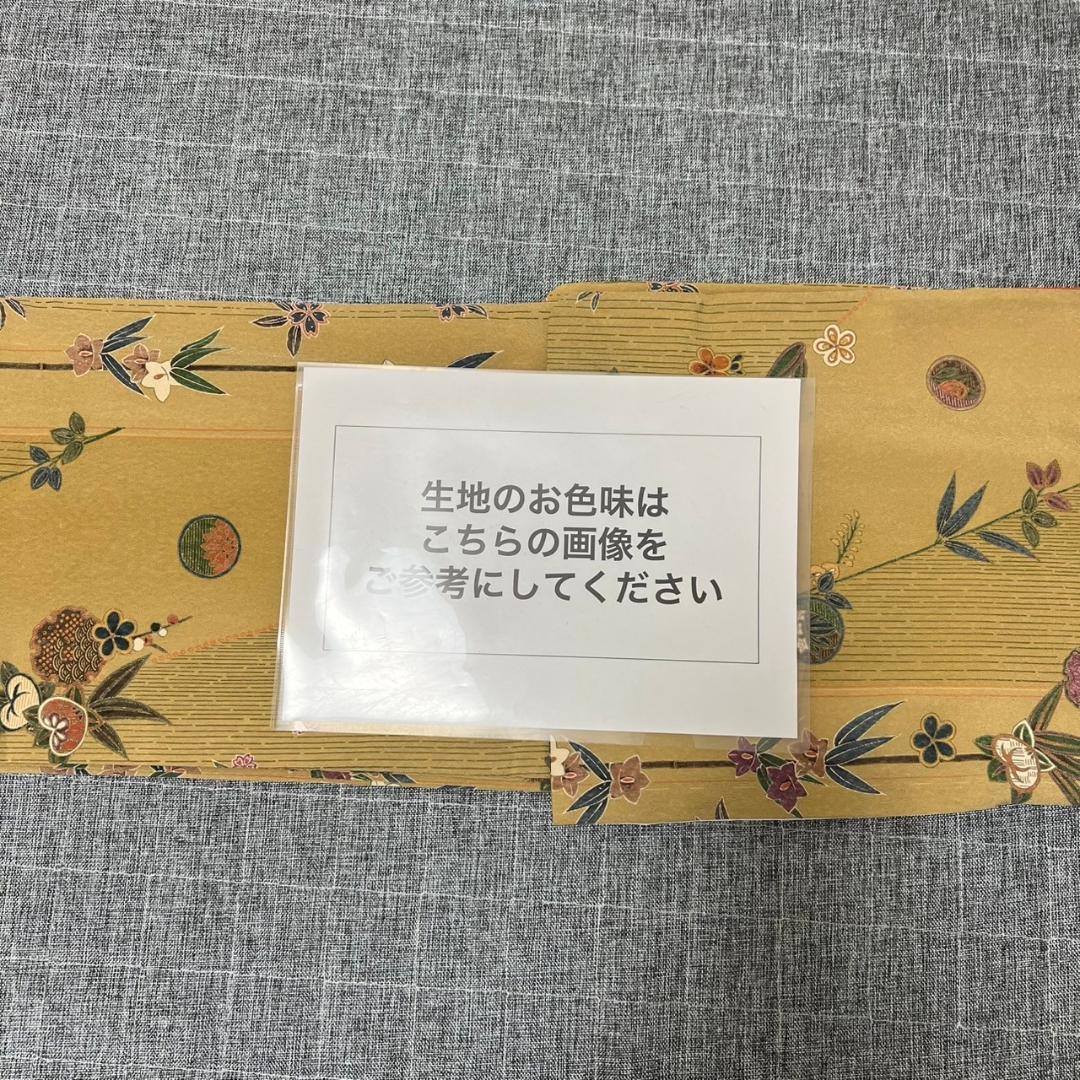 生地のお色味は
こちらの画像を
ご参考にしてください